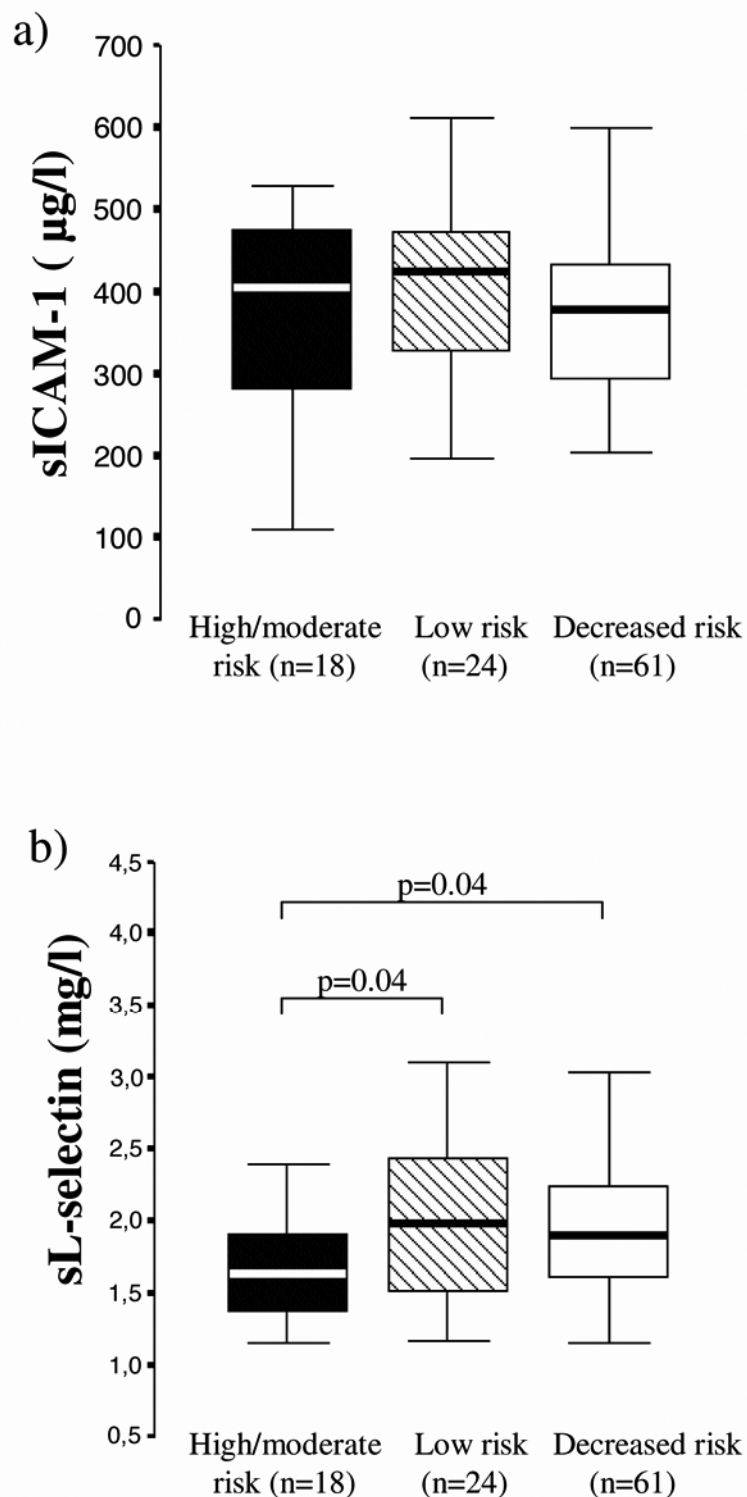 a)
700
600
500
400
300
200
100
0
sICAM-1 ( µg/l)
High/moderate risk (n=18)
Low risk (n=24)
Decreased risk (n=61)
b)
4,5
4,0
3,5
3,0
2,5
2,0
1,5
1,0
0,5
sL-selectin (mg/l)
p=0.04
p=0.04
High/moderate risk (n=18)
Low risk (n=24)
Decreased risk (n=61)